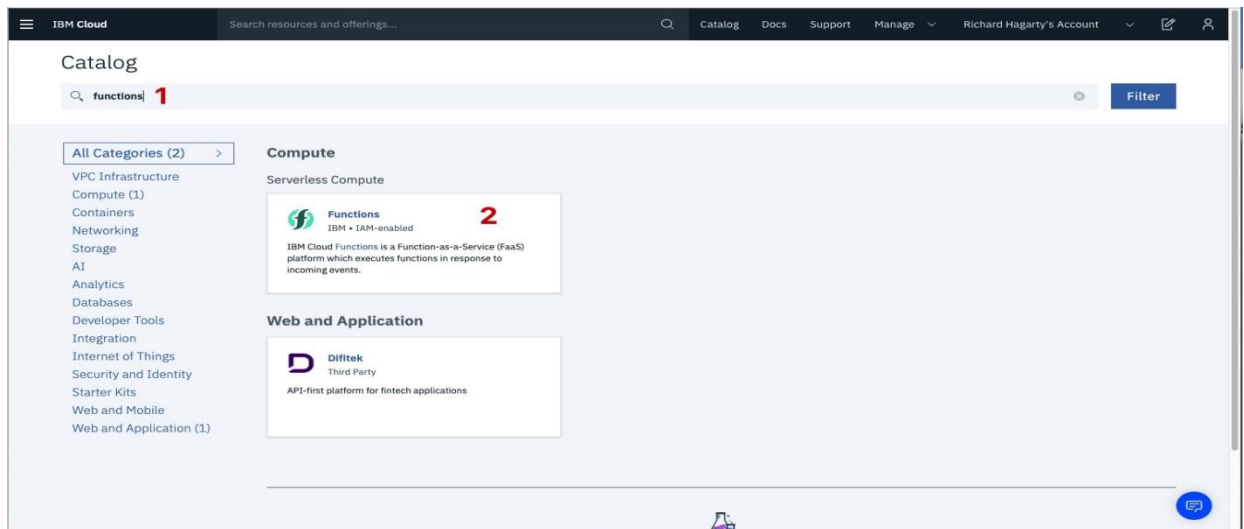 IBM Cloud
Search resources and offerings...
Catalog
Docs
Support
Manage
Richard Hagarty's Account
Catalog
functions
1
Filter
All Categories (2)
VPC Infrastructure
Compute (1)
Containers
Networking
Storage
AI
Analytics
Databases
Developer Tools
Integration
Internet of Things
Security and Identity
Starter Kits
Web and Mobile
Web and Application (1)
Compute
Serverless Compute
Functions
2
IBM • IAM-enabled
IBM Cloud Functions is a Function-as-a-Service (FaaS)
platform which executes functions in response to
incoming events.
Web and Application
Difitek
Third Party
API-first platform for fintech applications